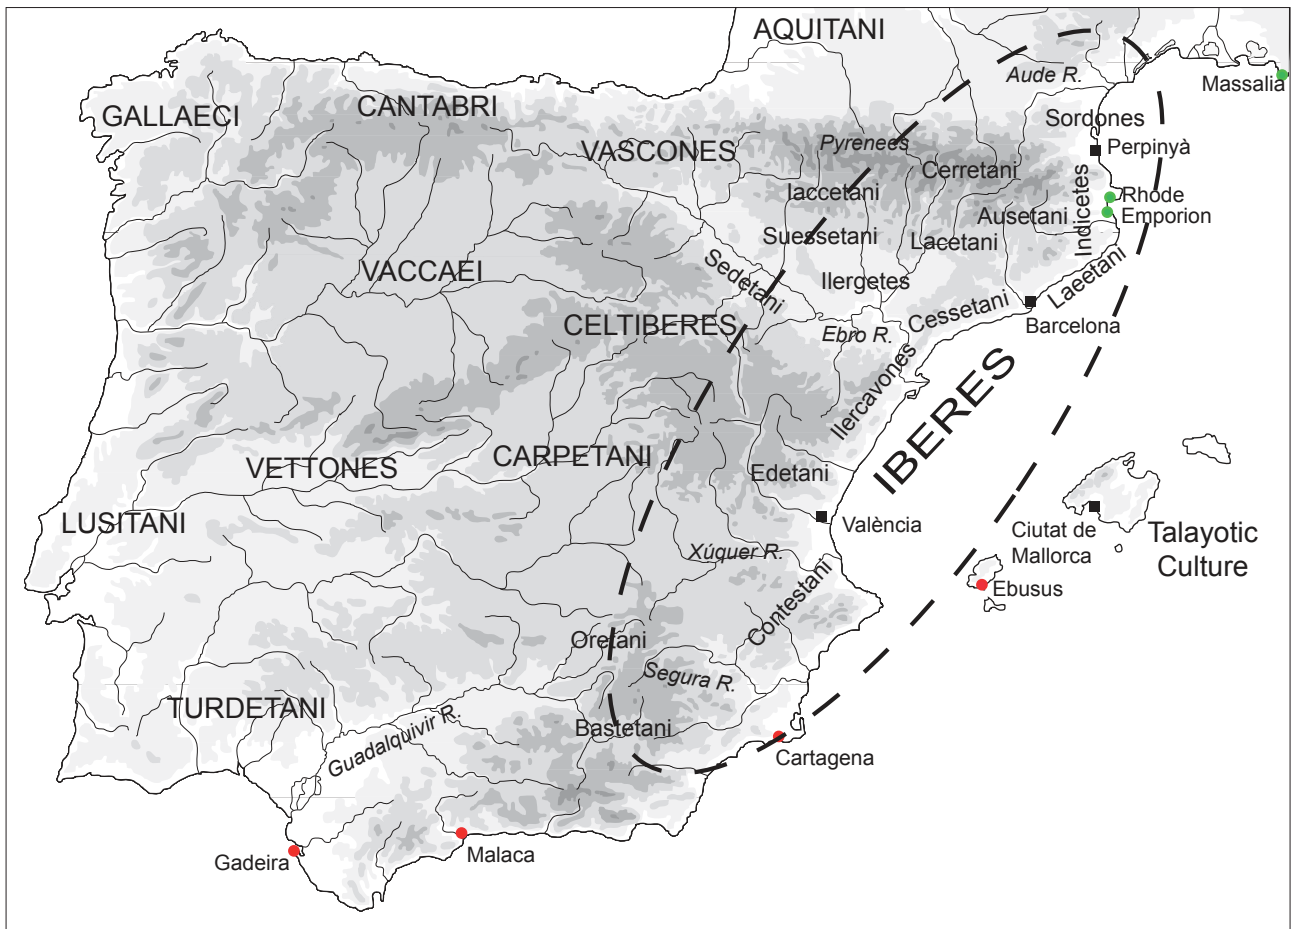 AQUITANI
Aude R.
Massalia
GALLAECI
CANTABRI
Sordones
VASCONES
Pyrenees
Perpinyà
Cerretani
Iaccetani
Indicetes
Rhode
Ausetani
Emporion
Suessetani
Lacetani
Sedetani
VACCAEI
Ilergetes
Laeetani
Cessetani
CELTIBERES
Ebro R.
Barcelona
Ilercavones
IBERES
CARPETANI
VETTONES
Edetani
LUSITANI
València
Ciutat de
Mallorca
Talayotic
Culture
Xúquer R.
Ebusus
Contestani
Oretani
Segura R.
TURDETANI
Guadalquivir R.
Bastetani
Cartagena
Malaca
Gadeira